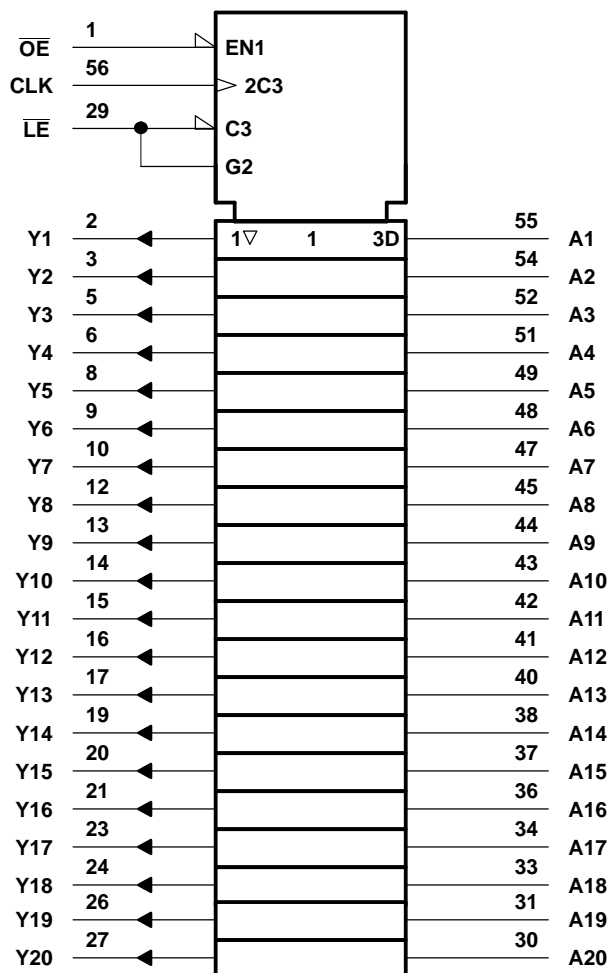 1
O̅E̅ EN1
56
CLK 2C3
29
L̅E̅ C3
G2
2 55
Y1 1▽ 1 3D A1
3 54
Y2 A2
5 52
Y3 A3
6 51
Y4 A4
8 49
Y5 A5
9 48
Y6 A6
10 47
Y7 A7
12 45
Y8 A8
13 44
Y9 A9
14 43
Y10 A10
15 42
Y11 A11
16 41
Y12 A12
17 40
Y13 A13
19 38
Y14 A14
20 37
Y15 A15
21 36
Y16 A16
23 34
Y17 A17
24 33
Y18 A18
26 31
Y19 A19
27 30
Y20 A20